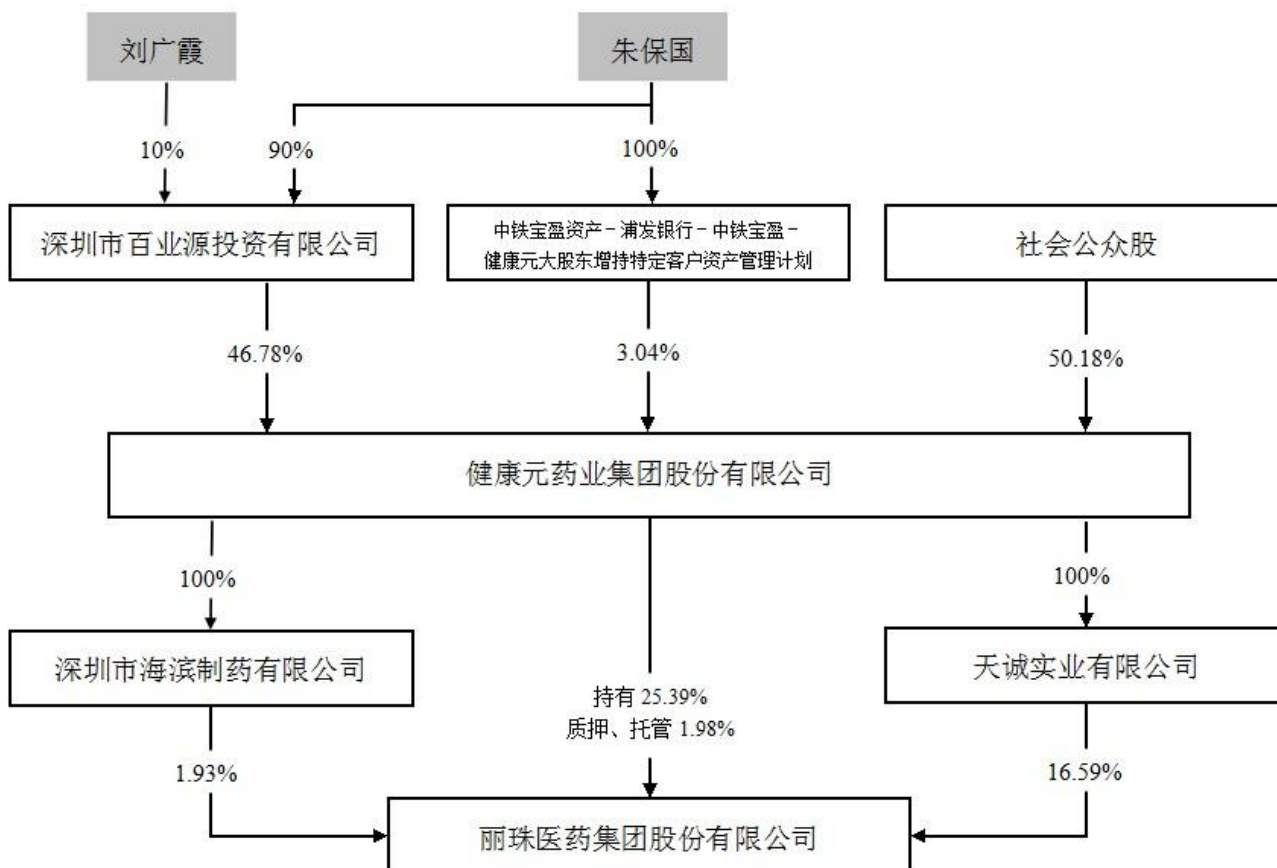 刘广霞
朱保国
10%
90%
100%
深圳市百业源投资有限公司
中铁宝盈资产－浦发银行－中铁宝盈－
健康元大股东增持特定客户资产管理计划
社会公众股
46.78%
3.04%
50.18%
健康元药业集团股份有限公司
100%
100%
深圳市海滨制药有限公司
天诚实业有限公司
持有 25.39%
质押、托管 1.98%
1.93%
16.59%
丽珠医药集团股份有限公司